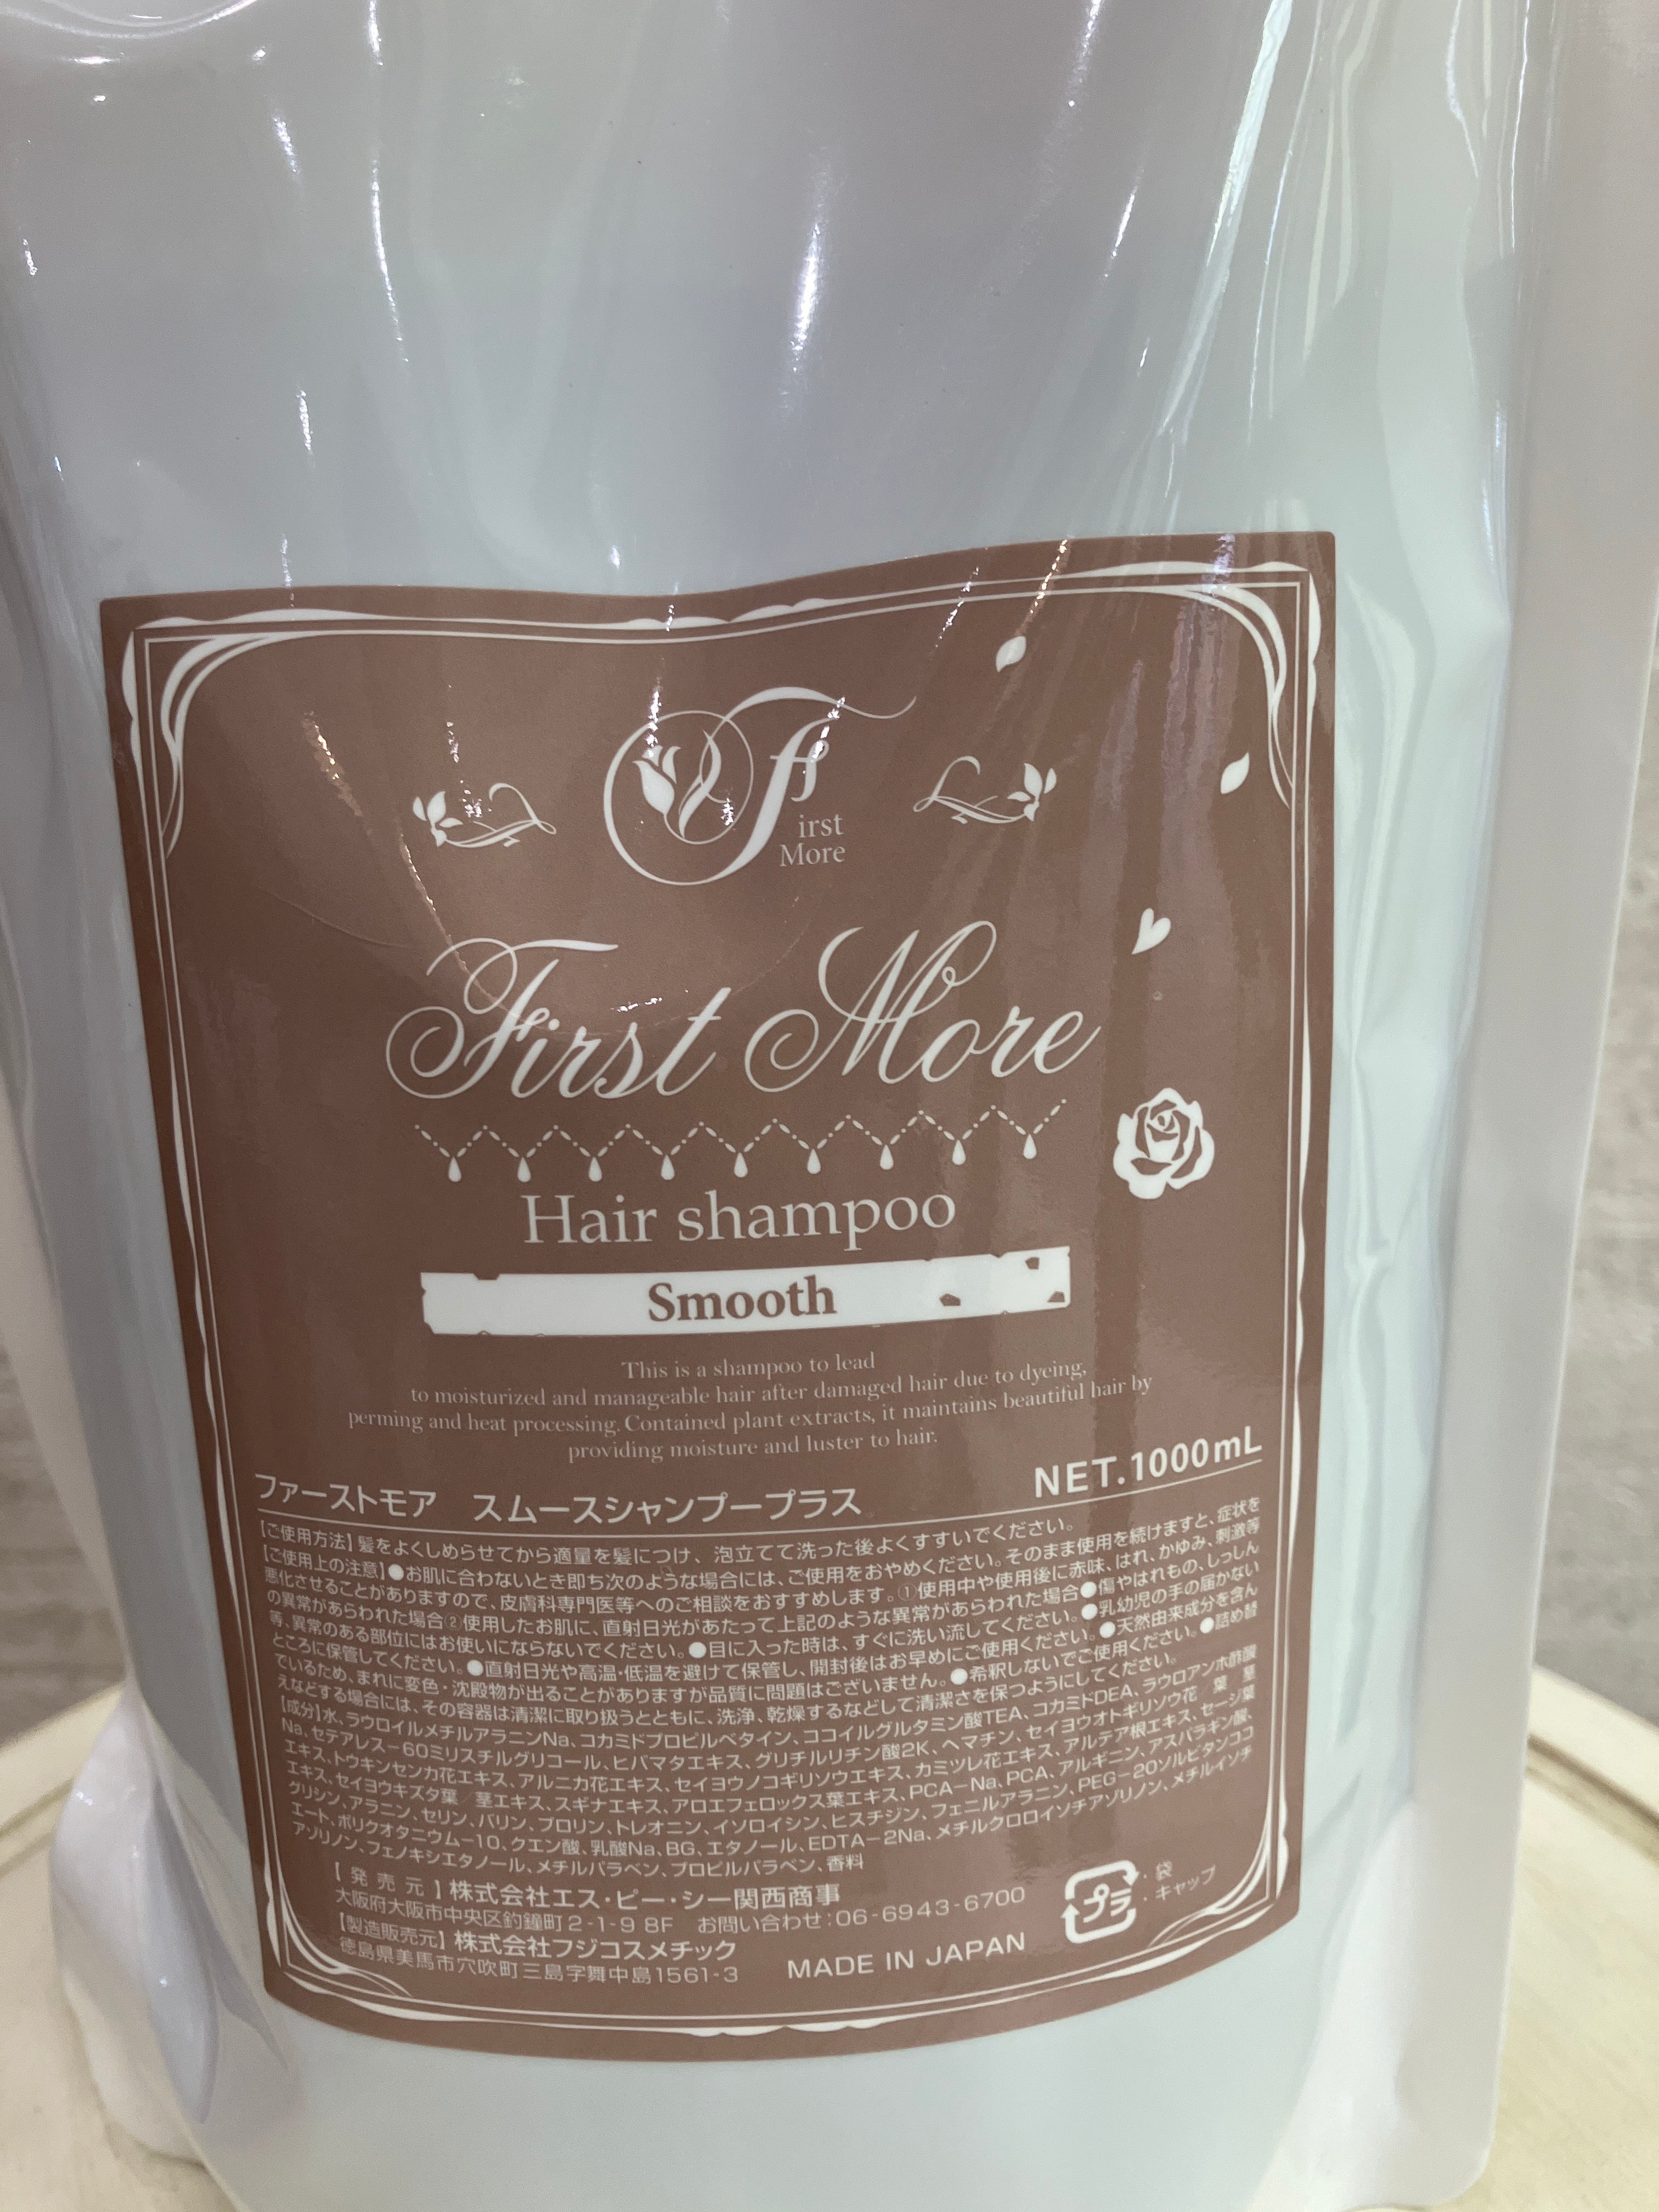 First
More
First More
Hair shampoo
Smooth
This is a shampoo to lead
to moisturized and manageable hair after damaged hair due to dyeing,
perming and heat processing. Contained plant extracts, it maintains beautiful hair by
providing moisture and luster to hair.
NET.1000mL
ファーストモア スムースシャンプープラス
【ご使用方法】髪をよくしめらせてから適量を髪につけ、泡立てて洗った後よくすすいでください。
【ご使用上の注意】●お肌に合わないとき即ち次のような場合には、ご使用をおやめください。そのまま使用を続けますと、症状を
悪化させることがありますので、皮膚科専門医等へのご相談をおすすめします。①使用中や使用後に赤味、はれ、かゆみ、刺激等
の異常があらわれた場合②使用したお肌に、直射日光があたって上記のような異常があらわれた場合●傷やはれもの、しっしん
等、異常のある部位にはお使いにならないでください。●目に入った時は、すぐに洗い流してください。●乳幼児の手の届かない
ところに保管してください。●直射日光や高温・低温を避けて保管し、開封後はお早めにご使用ください。●天然由来成分を含ん
でいるため、まれに変色・沈殿物が出ることがありますが品質に問題はございません。●希釈しないでご使用ください。●詰め替
えなどする場合には、その容器は清潔に取り扱うとともに、洗浄、乾燥するなどして清潔さを保つようにしてください。
【成分】水、ラウロイルメチルアラニンNa、コカミドプロピルベタイン、ココイルグルタミン酸TEA、コカミドDEA、ラウロアンホ酢酸
Na、セテアレス－60ミリスチルグリコール、ヒバマタエキス、グリチルリチン酸2K、ヘマチン、セイヨウオトギリソウ花／葉／茎
エキス、トウキンセンカ花エキス、アルニカ花エキス、セイヨウノコギリソウエキス、カミツレ花エキス、アルテア根エキス、セージ葉
エキス、セイヨウキズタ葉／茎エキス、スギナエキス、アロエフェロックス葉エキス、PCA－Na、PCA、アルギニン、アスパラギン酸、
グリシン、アラニン、セリン、バリン、プロリン、トレオニン、イソロイシン、ヒスチジン、フェニルアラニン、PEG－20ソルビタンココ
エート、ポリクオタニウム－10、クエン酸、乳酸Na、BG、エタノール、EDTA－2Na、メチルクロロイソチアゾリノン、メチルイソチ
アゾリノン、フェノキシエタノール、メチルパラベン、プロピルパラベン、香料
【発売元】株式会社エス・ピー・シー関西商事
大阪府大阪市中央区釣鐘町2-1-9 8F お問い合わせ：06-6943-6700
【製造販売元】株式会社フジコスメチック
徳島県美馬市穴吹町三島字舞中島1561-3 MADE IN JAPAN
プラ
・袋
・キャップ